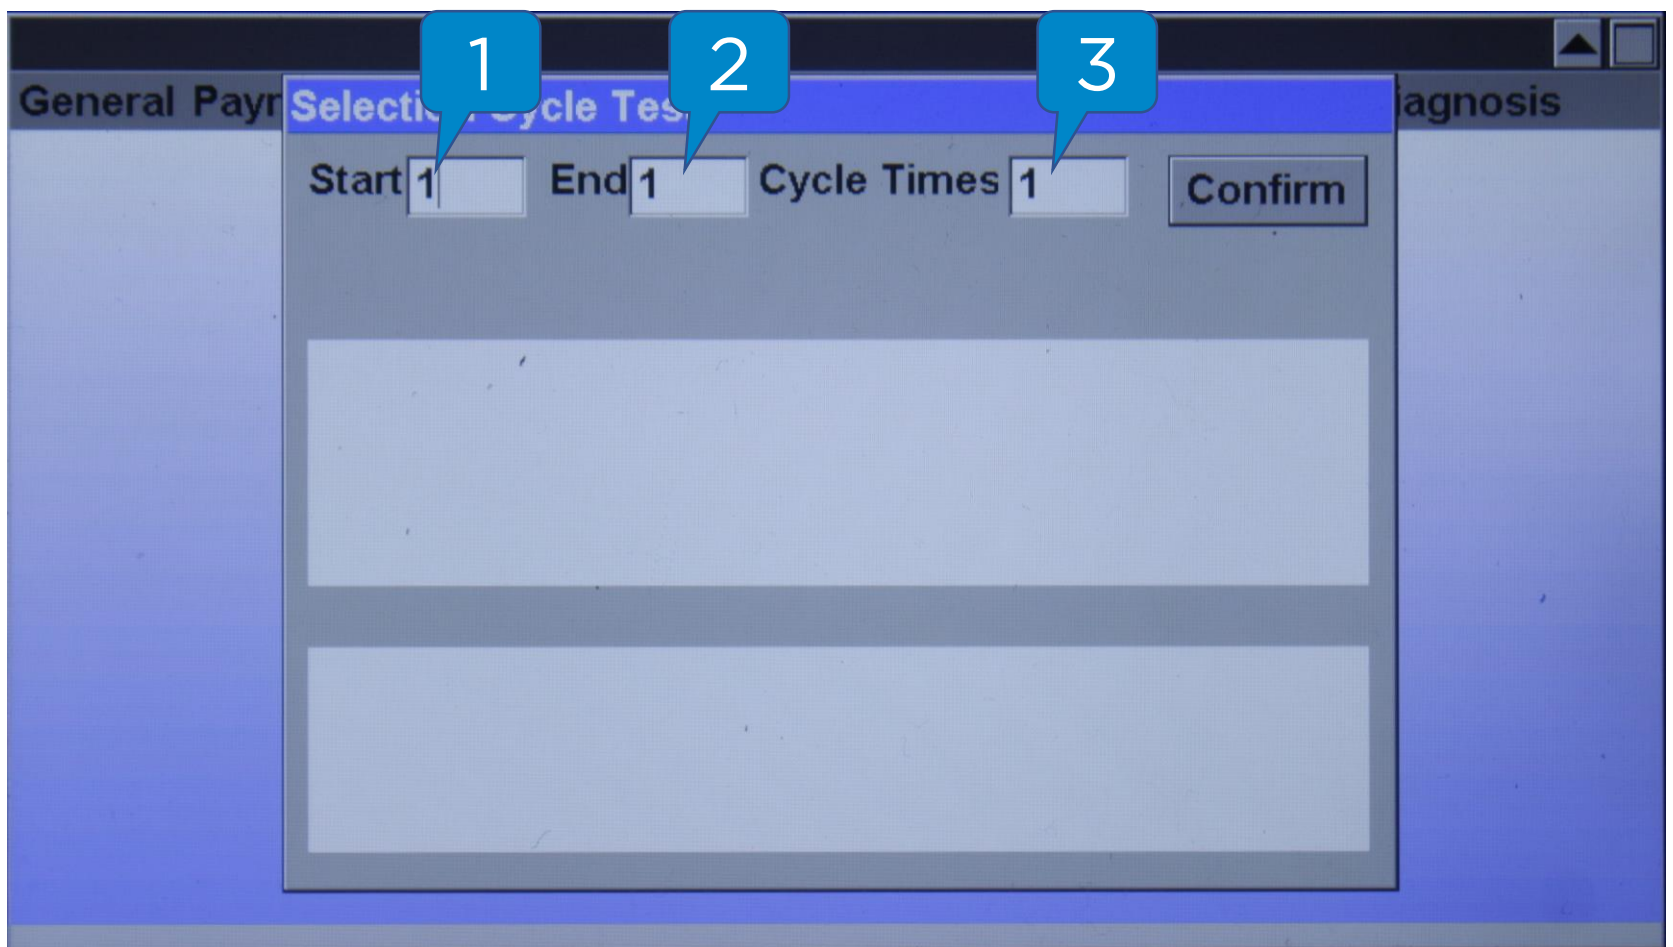 1 2 3
General Payr Selecti ycle Tes iagnosis
Start 1 End 1 Cycle Times 1 Confirm